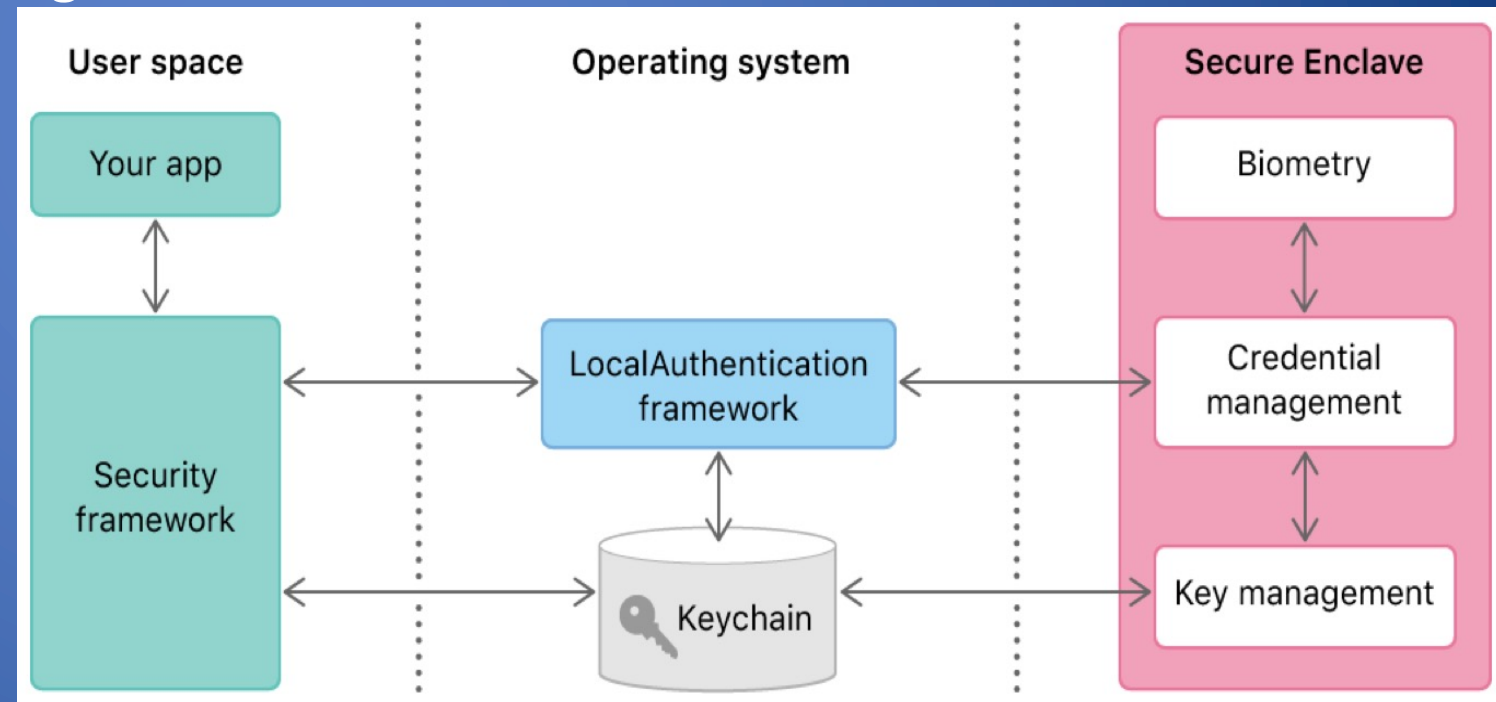 User space
Operating system
Secure Enclave
Your app
Biometry
LocalAuthentication
framework
Credential
management
Security
framework
Keychain
Key management